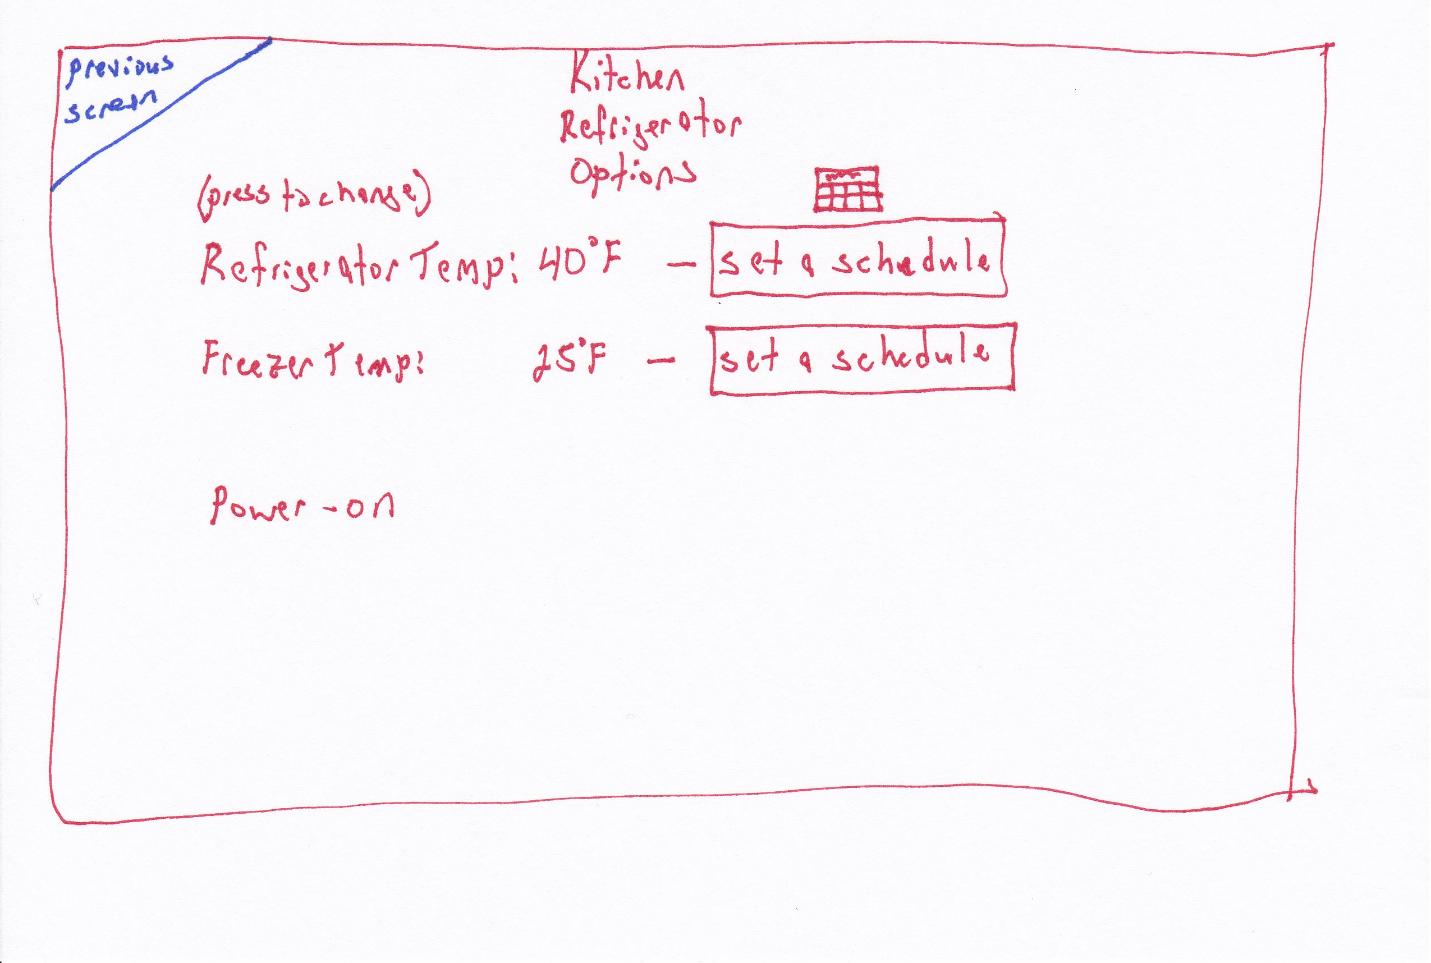 previous
screen
Kitchen
Refrigerator
Options
(press to change)
Refrigerator Temp: 40°F - set a schedule
Freezer Temp: 25°F - set a schedule
Power - on